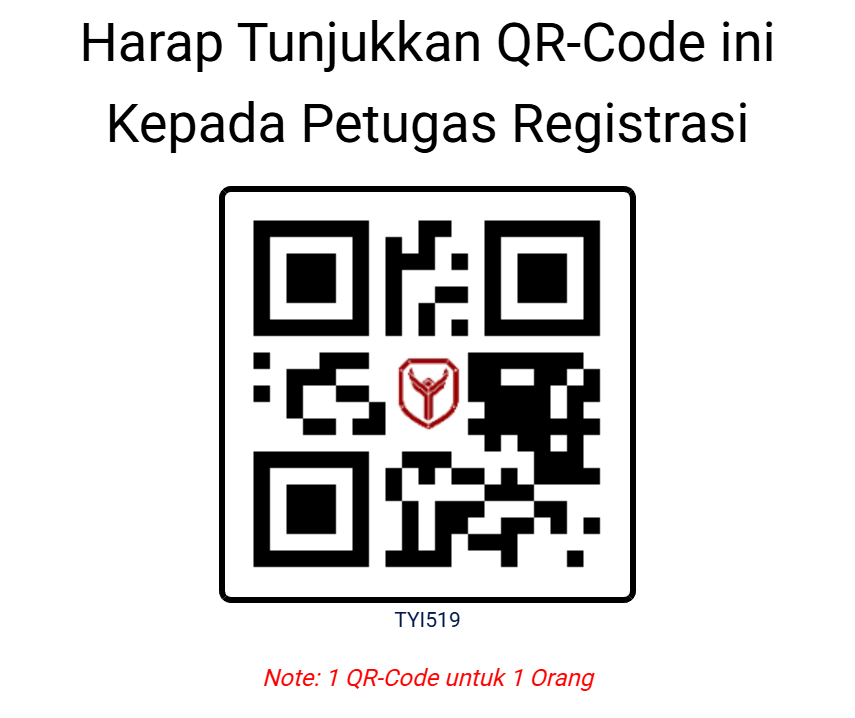 Harap Tunjukkan QR-Code ini
Kepada Petugas Registrasi
TYI519
Note: 1 QR-Code untuk 1 Orang